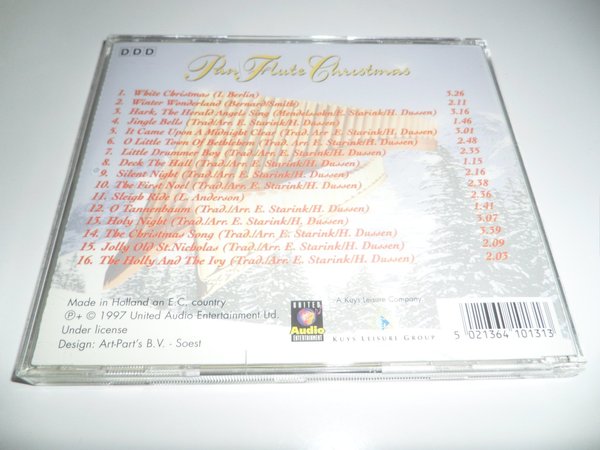 DDD
Pan Flute Christmas
1. White Christmas (I. Berlin) 3.26
2. Winter Wonderland (Bernard/Smith) 2.11
3. Hark, The Herald Angels Sing (Mendelssohn/E. Starink/H. Dussen) 3.16
4. Jingle Bells (Trad/Arr. E. Starink/H. Dussen) 1.46
5. It Came Upon A Midnight Clear (Trad. Arr. E. Starink/H. Dussen) 3.01
6. O Little Town Of Bethlehem (Trad. Arr. E. Starink/H. Dussen) 2.48
7. Little Drummer Boy (Trad./Arr. E. Starink/H. Dussen) 2.35
8. Deck The Hall (Trad./Arr. E. Starink/H. Dussen) 1.15
9. Silent Night (Trad./Arr. E. Starink/H. Dussen) 2.16
10. The First Noel (Trad./Arr. E. Starink/H. Dussen) 2.38
11. Sleigh Ride (L. Anderson) 2.36
12. O Tannenbaum (Trad./Arr. E. Starink/H. Dussen) 1.41
13. Holy Night (Trad./Arr. E. Starink/H. Dussen) 3.07
14. The Christmas Song (Trad./Arr. E. Starink/H. Dussen) 3.39
15. Jolly Old St.Nicholas (Trad./Arr. E. Starink/H. Dussen) 2.09
16. The Holly And The Ivy (Trad./Arr. E. Starink/H. Dussen) 2.03
Made in Holland an E.C. country
℗+ © 1997 United Audio Entertainment Ltd.
Under license
Design: Art-Part's B.V. - Soest
UNITED
Audio
ENTERTAINMENT
A Kuys Leisure Company
KUYS LEISURE GROUP
5 021364 101313